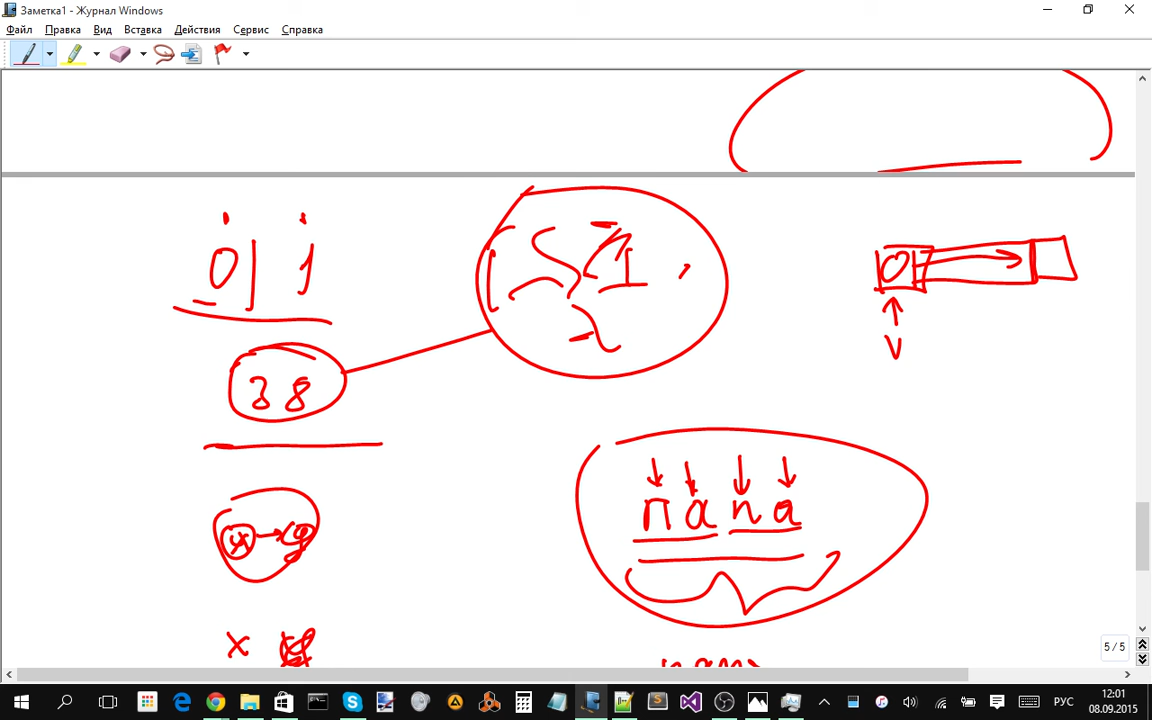 Заметка1 - Журнал Windows
Файл Правка Вид Вставка Действия Сервис Справка
0 | 1
38
0
V
папа
x
5 / 5
РУС
12:01
08.09.2015